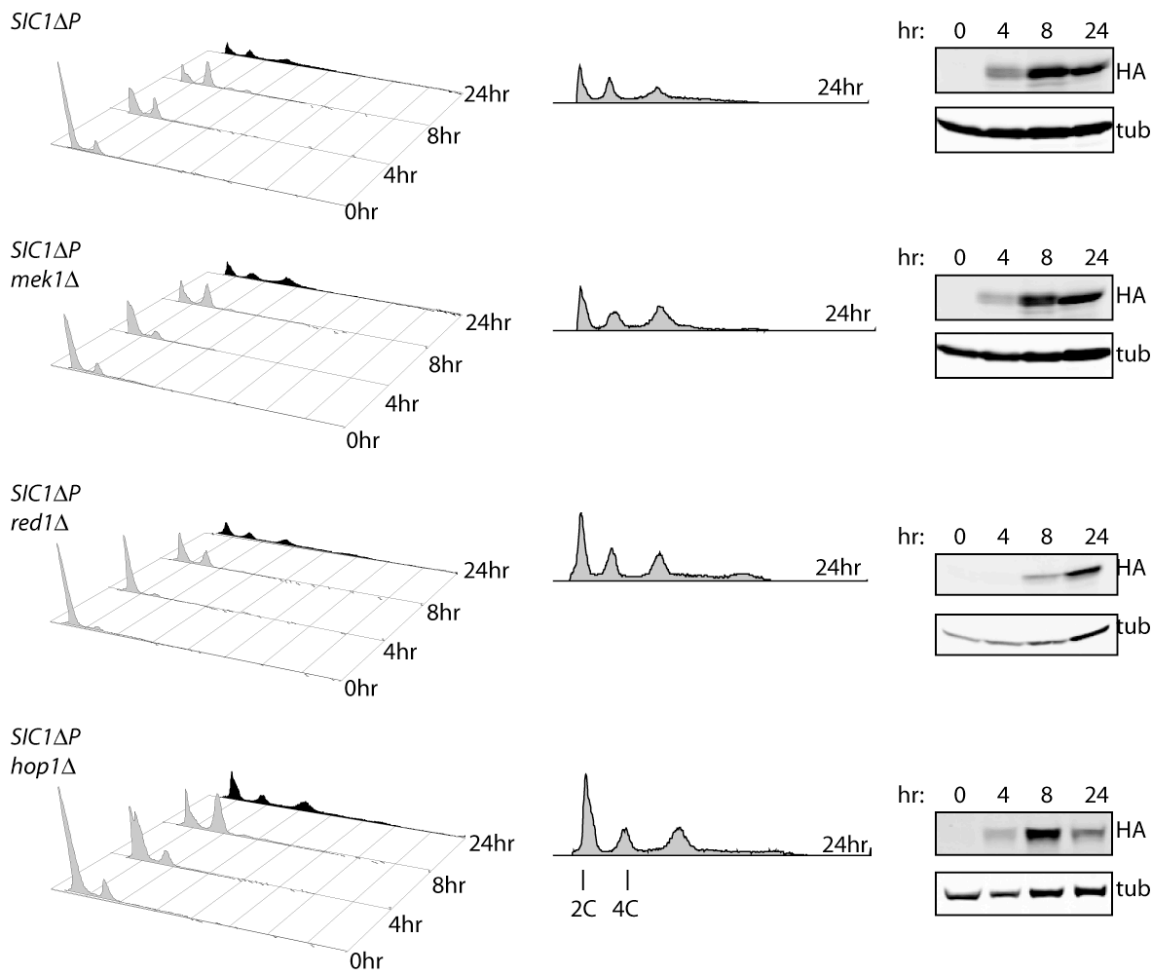 SIC1ΔP
24hr
8hr
4hr
0hr
24hr
hr: 0 4 8 24
HA
tub
SIC1ΔP
mek1Δ
24hr
8hr
4hr
0hr
24hr
hr: 0 4 8 24
HA
tub
SIC1ΔP
red1Δ
24hr
8hr
4hr
0hr
24hr
hr: 0 4 8 24
HA
tub
SIC1ΔP
hop1Δ
24hr
8hr
4hr
0hr
24hr
2C 4C
hr: 0 4 8 24
HA
tub